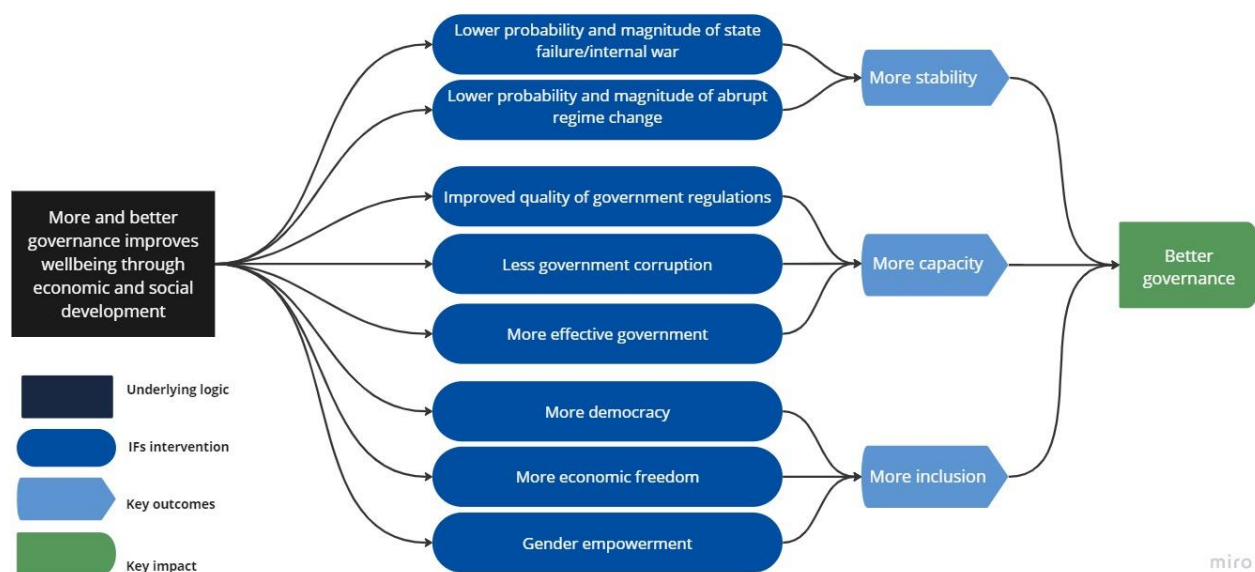 More and better
governance improves
wellbeing through
economic and social
development
Lower probability and magnitude of state
failure/internal war
Lower probability and magnitude of abrupt
regime change
Improved quality of government regulations
Less government corruption
More effective government
More democracy
More economic freedom
Gender empowerment
More stability
More capacity
More inclusion
Better
governance
Underlying logic
IFs intervention
Key outcomes
Key impact
miro